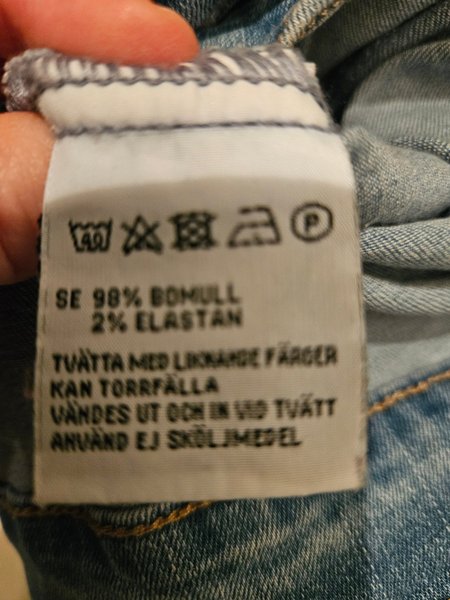 40
P
SE 98% BOMULL
2% ELASTAN
TVÄTTA MED LIKNANDE FÄRGER
KAN TORRFÄLLA
VÄNDES UT OCH IN VID TVÄTT
ANVÄND EJ SKÖLJMEDEL